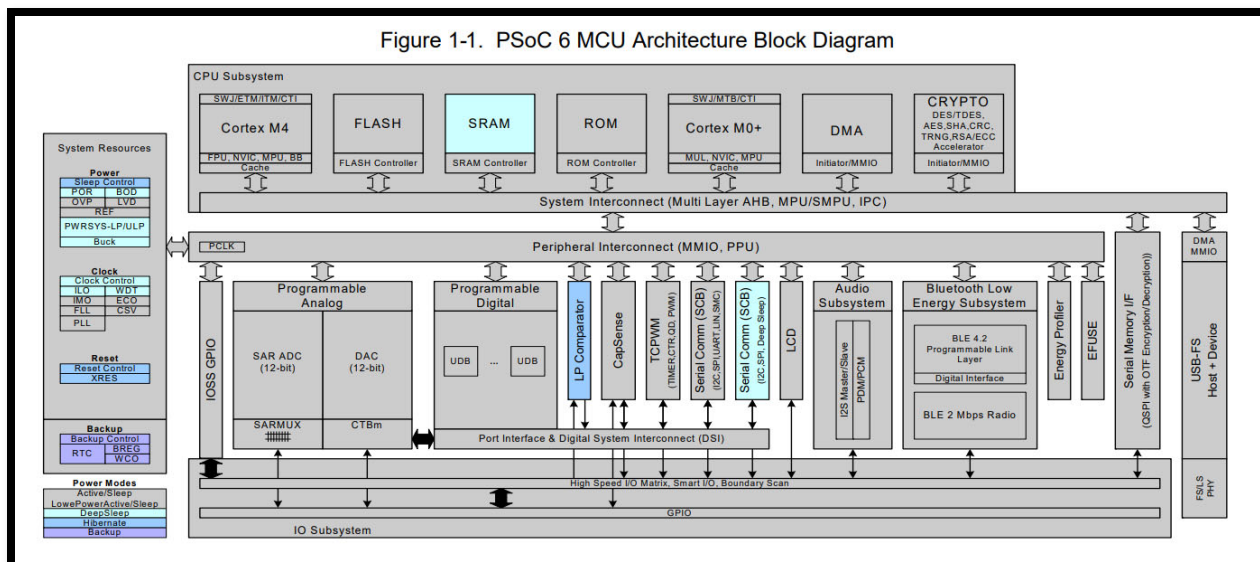 Figure 1-1. PSoC 6 MCU Architecture Block Diagram
CPU Subsystem
SWJ/ETM/ITM/CTI
Cortex M4
FPU, NVIC, MPU, BB
Cache
FLASH
FLASH Controller
SRAM
SRAM Controller
ROM
ROM Controller
SWJ/MTB/CTI
Cortex M0+
MUL, NVIC, MPU
Cache
DMA
Initiator/MMIO
CRYPTO
DES/TDES,
AES,SHA,CRC,
TRNG,RSA/ECC
Accelerator
Initiator/MMIO
System Interconnect (Multi Layer AHB, MPU/SMPU, IPC)
PCLK
Peripheral Interconnect (MMIO, PPU)
System Resources
Power
Sleep Control
POR
BOD
OVP
LVD
REF
PWRSYS-LP/ULP
Buck
Clock
Clock Control
ILO
WDT
IMO
ECO
FLL
CSV
PLL
Reset
Reset Control
XRES
Backup
Backup Control
RTC
BREG
WCO
Power Modes
Active/Sleep
LowePowerActive/Sleep
DeepSleep
Hibernate
Backup
IOSS GPIO
Programmable
Analog
SAR ADC
(12-bit)
DAC
(12-bit)
SARMUX
CTBm
Programmable
Digital
UDB
...
UDB
LP Comparator
CapSense
TCPWM
(TIMER,CTR,QD, PWM)
Serial Comm (SCB)
(I2C,SPI,UART,LIN,SMC)
Serial Comm (SCB)
(I2C,SPI, Deep Sleep)
LCD
Audio
Subsystem
I2S Master/Slave
PDM/PCM
Bluetooth Low
Energy Subsystem
BLE 4.2
Programmable Link
Layer
Digital Interface
BLE 2 Mbps Radio
Energy Profiler
EFUSE
Serial Memory I/F
(QSPI with OTF Encryption/Decryption))
DMA
MMIO
USB-FS
Host + Device
FS/LS
PHY
Port Interface & Digital System Interconnect (DSI)
High Speed I/O Matrix, Smart I/O, Boundary Scan
GPIO
IO Subsystem